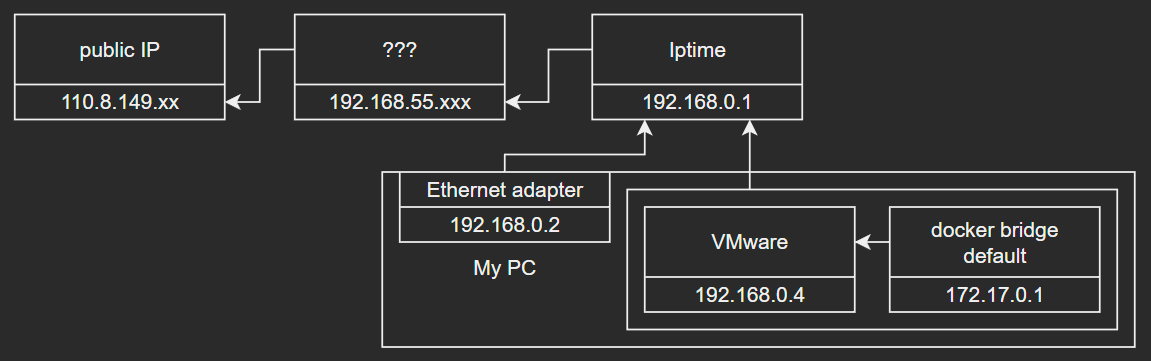 public IP
110.8.149.xx
???
192.168.55.xxx
Iptime
192.168.0.1
Ethernet adapter
192.168.0.2
My PC
VMware
192.168.0.4
docker bridge
default
172.17.0.1